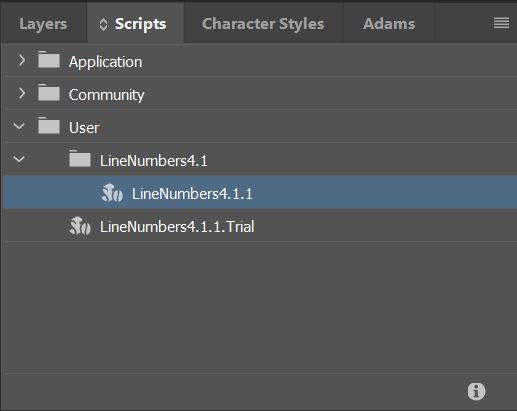 Layers Scripts Character Styles Adams
Application
Community
User
LineNumbers4.1
LineNumbers4.1.1
LineNumbers4.1.1.Trial